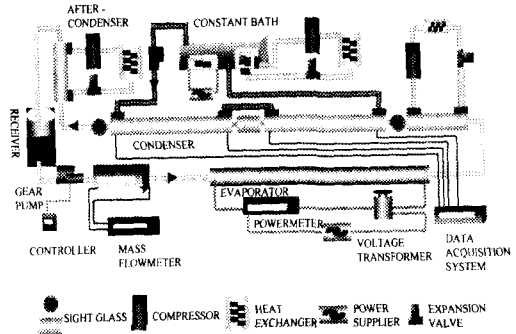 AFTER -
CONDENSER
CONSTANT BATH
RECEIVER
CONDENSER
GEAR
PUMP
EVAPORATOR
POWERMETER
CONTROLLER
MASS
FLOWMETER
VOLTAGE
TRANSFORMER
DATA
ACQUISITION
SYSTEM
SIGHT GLASS
COMPRESSOR
HEAT
EXCHANGER
POWER
SUPPLIER
EXPANSION
VALVE